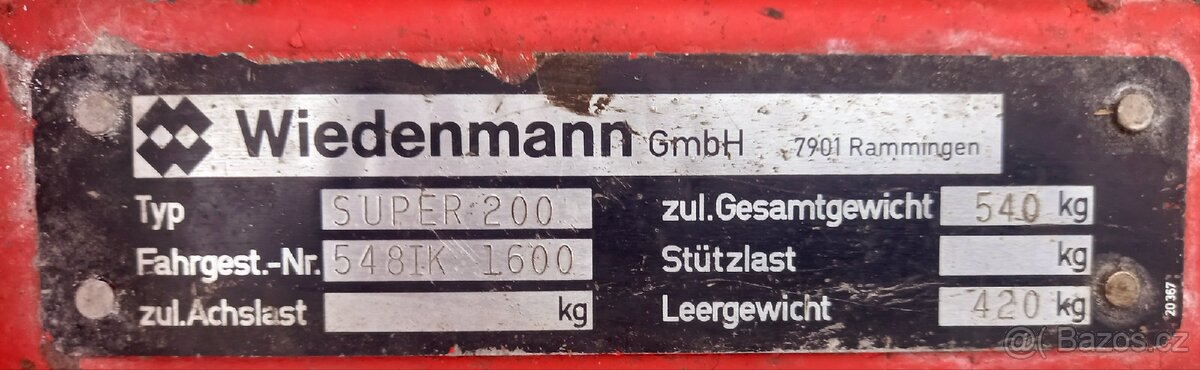 Wiedenmann GmbH 7901 Rammingen
Typ SUPER 200
zul.Gesamtgewicht 540 kg
Fahrgest.-Nr. 548IK 1600
Stützlast kg
zul.Achslast kg
Leergewicht 420 kg
20367
@( Bazos.cz